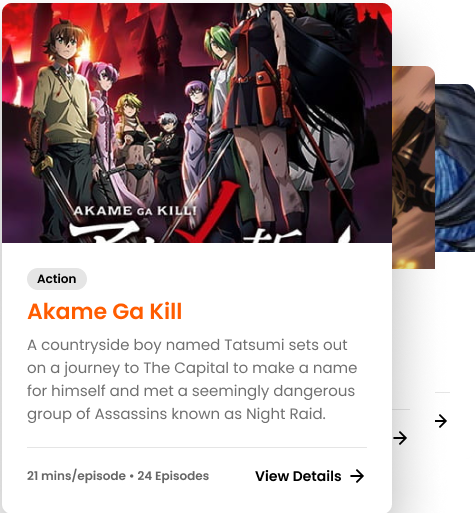 AKAME GA KILL!
Action
Akame Ga Kill
A countryside boy named Tatsumi sets out
on a journey to The Capital to make a name
for himself and met a seemingly dangerous
group of Assassins known as Night Raid.
21 mins/episode • 24 Episodes
View Details →